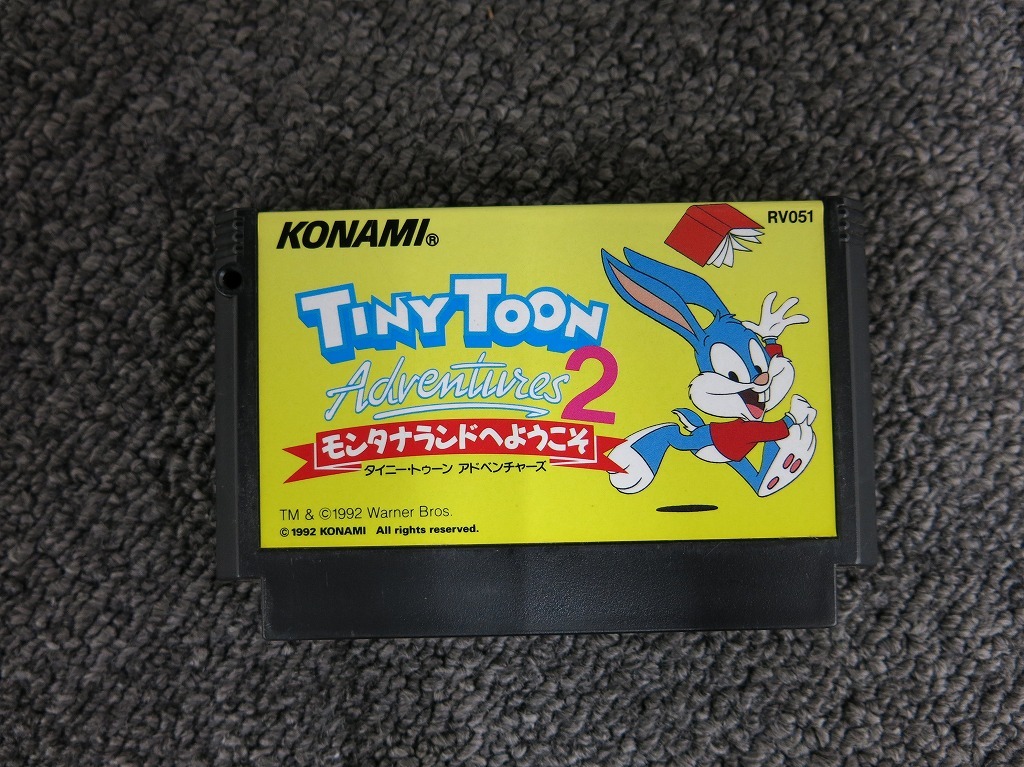 KONAMI®
RV051
TINY TOON
Adventures 2
モンタナランドへようこそ
タイニー・トゥーン アドベンチャーズ
TM & ©1992 Warner Bros.
©1992 KONAMI All rights reserved.